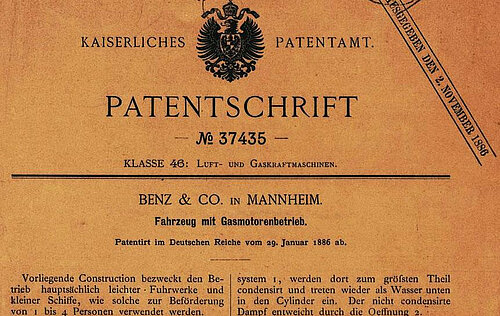 KAISERLICHES PATENTAMT.
AUSGEGEBEN DEN 2. NOVEMBER 1886
PATENTSCHRIFT
— № 37435 —
KLASSE 46: LUFT- UND GASKRAFTMASCHINEN.
BENZ & CO. IN MANNHEIM.
Fahrzeug mit Gasmotorenbetrieb.
Patentirt im Deutschen Reiche vom 29. Januar 1886 ab.
Vorliegende Construction bezweckt den Be-
trieb hauptsächlich leichter Fuhrwerke und
kleiner Schiffe, wie solche zur Beförderung
von 1 bis 4 Personen verwendet werden.
system 1, werden dort zum größten Theil
condensirt und treten wieder als Wasser unten
in den Cylinder ein. Der nicht condensirte
Dampf entweicht durch die Oeffnung 2.